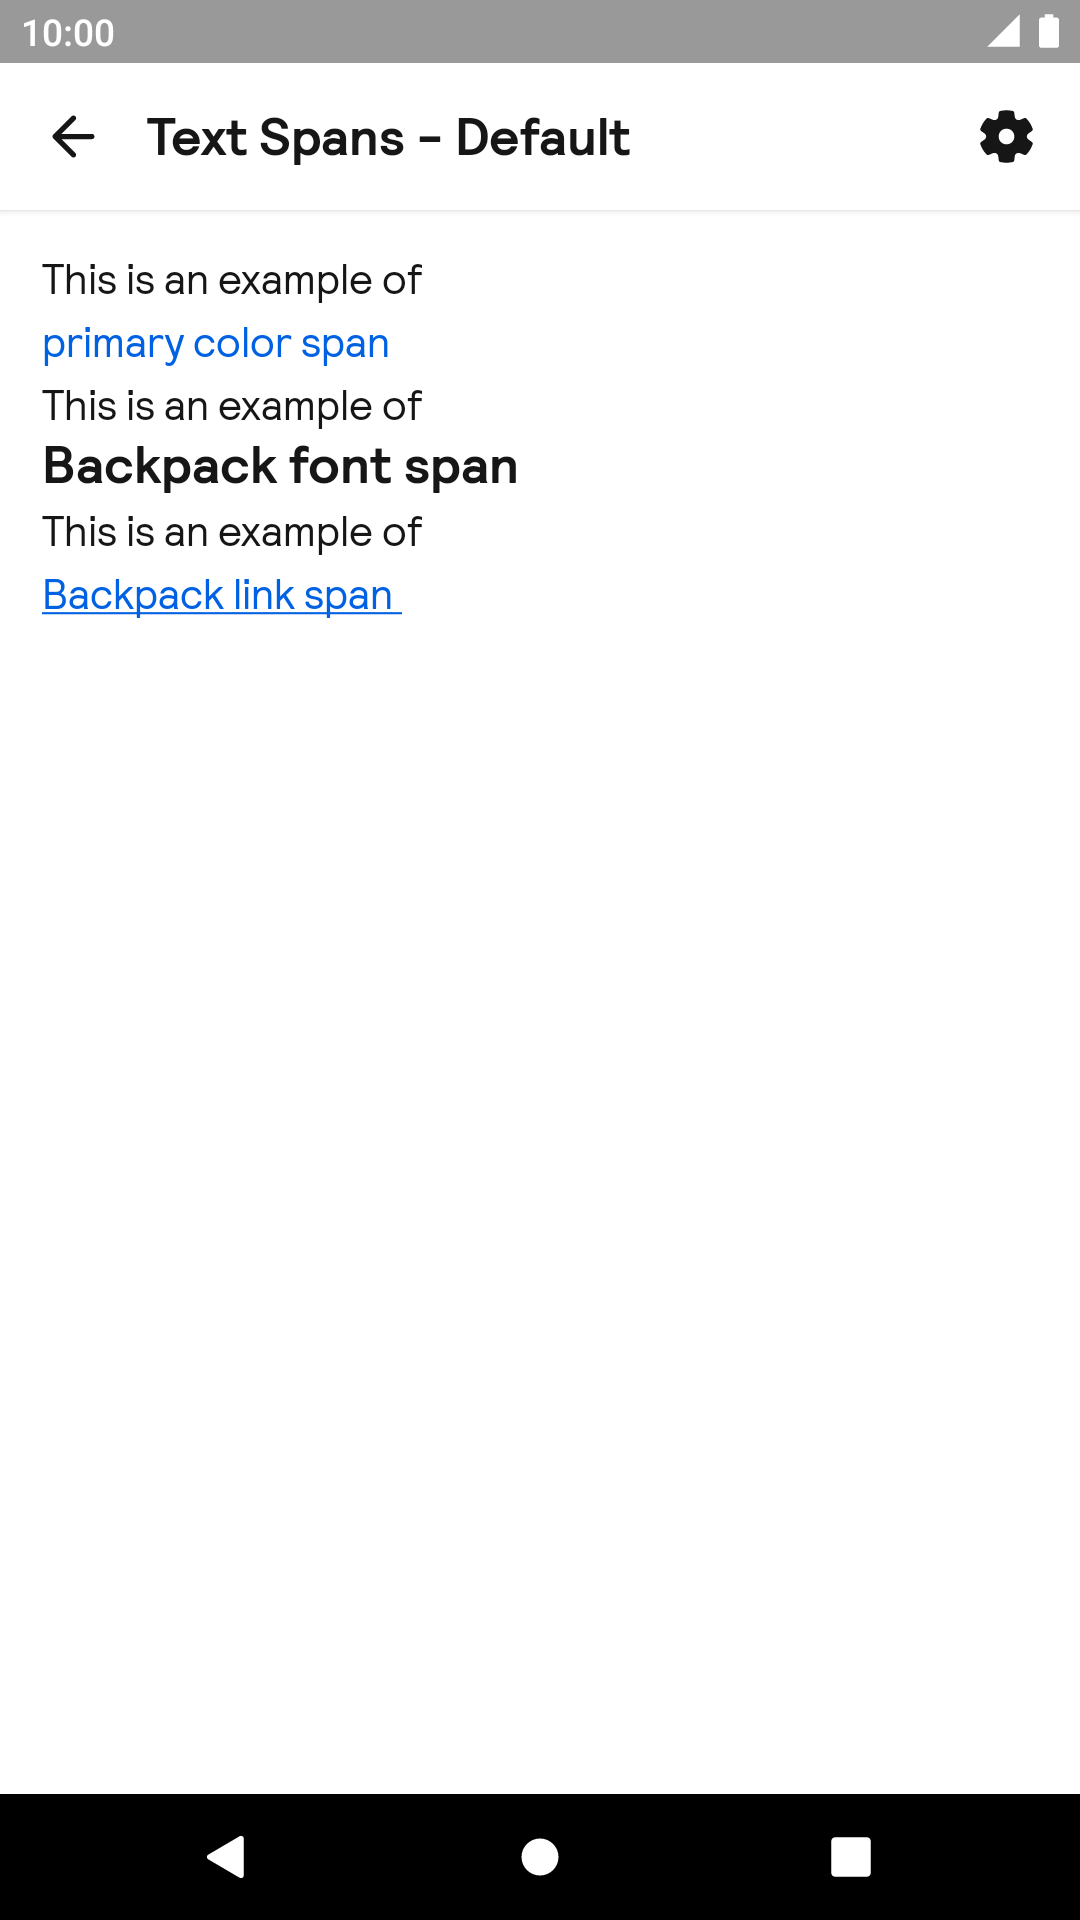 10:00
Text Spans - Default
This is an example of
primary color span
This is an example of
Backpack font span
This is an example of
Backpack link span